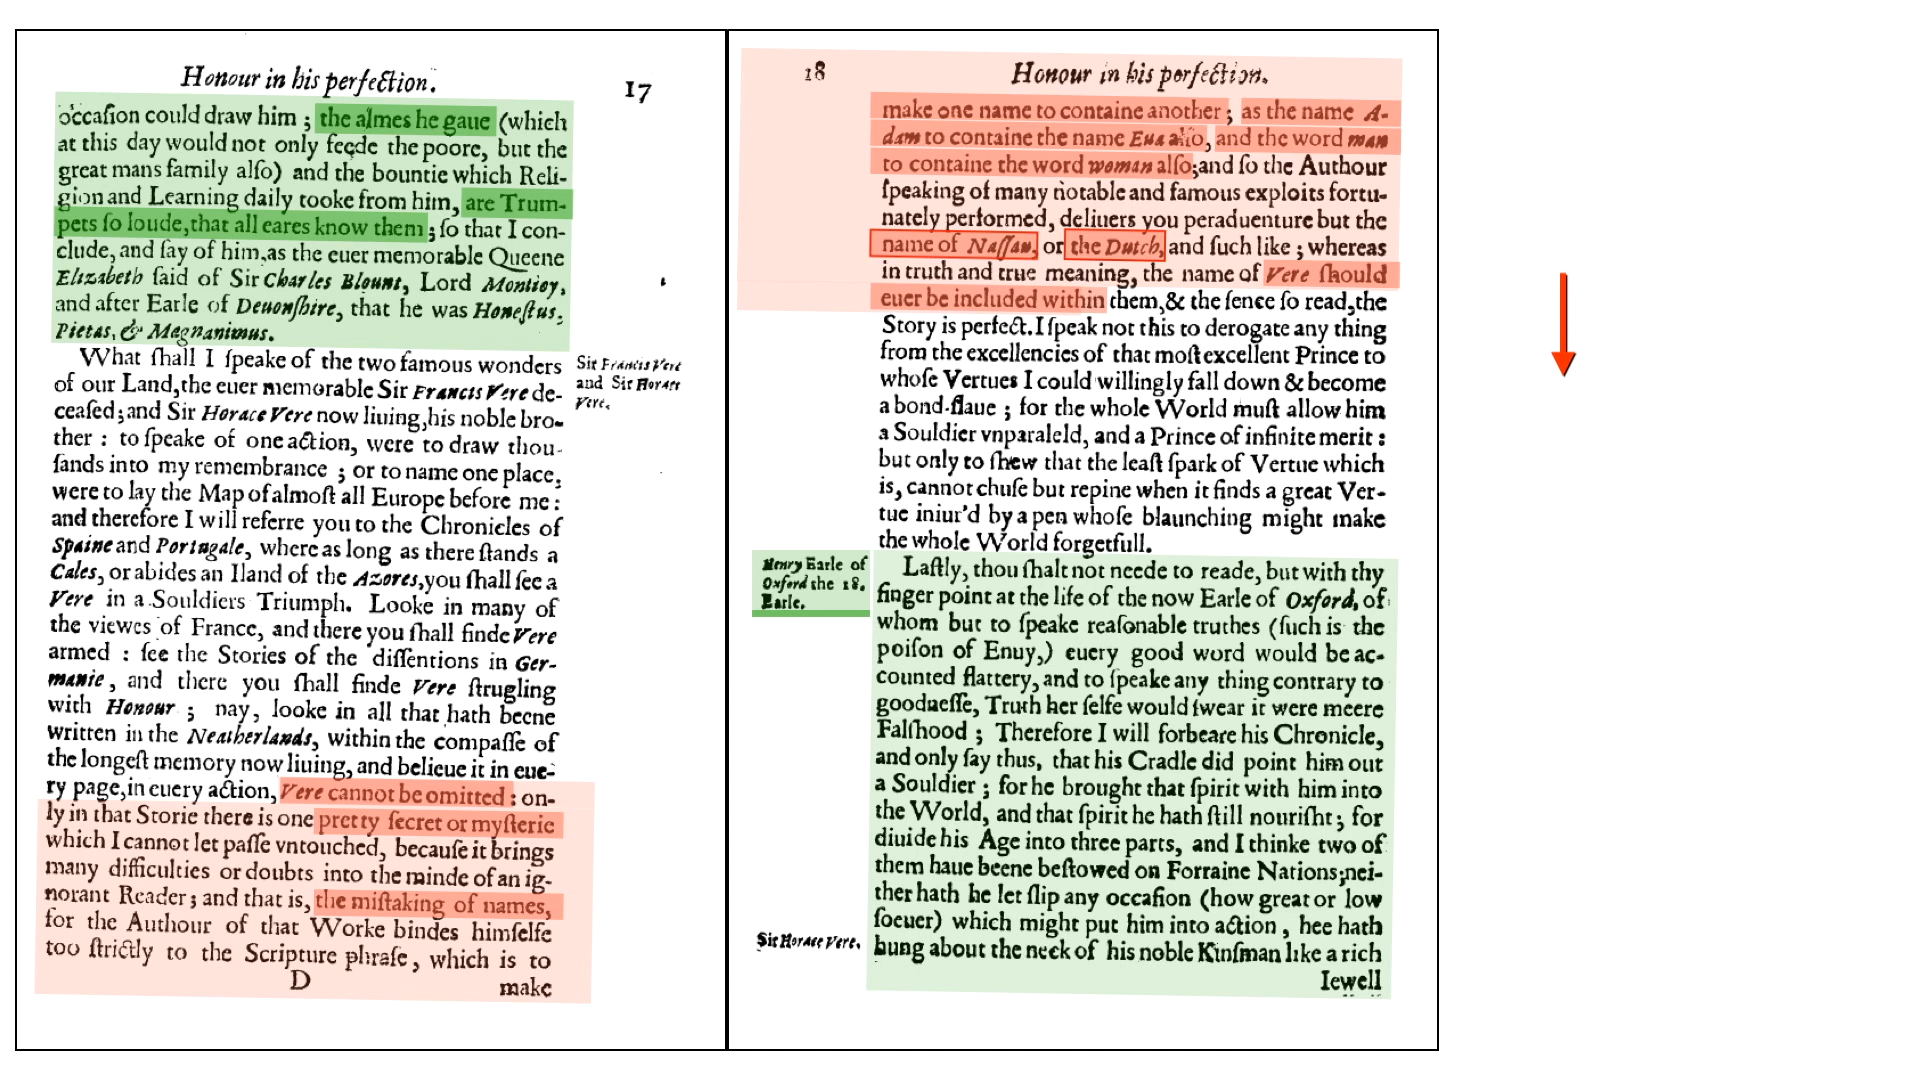 Honour in his perfection.
17
occasion could draw him ; the almes he gaue (which
at this day would not only feede the poore, but the
great mans family alſo) and the bountie which Reli-
gion and Learning daily tooke from him, are Trum-
pets ſo loude, that all eares know them ; ſo that I con-
clude, and ſay of him, as the euer memorable Queene
Elizabeth ſaid of Sir Charles Blount, Lord Montioy,
and after Earle of Deuonſhire, that he was Honeſtus,
Pietas, & Magnanimus.
What ſhall I ſpeake of the two famous wonders
of our Land, the euer memorable Sir Francis Vere de-
ceaſed; and Sir Horace Vere now liuing, his noble bro-
ther : to ſpeake of one action, were to draw thou-
ſands into my remembrance ; or to name one place,
were to lay the Map of almoſt all Europe before me :
and therefore I will referre you to the Chronicles of
Spaine and Portugale, where as long as there ſtands a
Cales, or abides an Iland of the Azores, you ſhall ſee a
Vere in a Souldiers Triumph. Looke in many of
the viewes of France, and there you ſhall finde Vere
armed : ſee the Stories of the diſſentions in Ger-
manie, and there you ſhall finde Vere ſtrugling
with Honour ; nay, looke in all that hath beene
written in the Neatherlands, within the compaſſe of
the longeſt memory now liuing, and belieue it in eue-
ry page, in euery action, Vere cannot be omitted : on-
ly in that Storie there is one pretty ſecret or myſterie
which I cannot let paſſe vntouched, becauſe it brings
many difficulties or doubts into the minde of an ig-
norant Reader; and that is, the miſtaking of names,
for the Authour of that Worke bindes himſelfe
too ſtrictly to the Scripture phraſe, which is to
D
make
Sir Francis Vere
and Sir Horace
Vere.
18
Honour in his perfection.
make one name to containe another ; as the name A-
dam to containe the name Eua alſo, and the word man
to containe the word woman alſo; and ſo the Authour
ſpeaking of many notable and famous exploits fortu-
nately performed, deliuers you peraduenture but the
name of Naſſau, or the Dutch, and ſuch like ; whereas
in truth and true meaning, the name of Vere ſhould
euer be included within them, & the ſence ſo read, the
Story is perfect. I ſpeak not this to derogate any thing
from the excellencies of that moſt excellent Prince to
whoſe Vertues I could willingly fall down & become
a bond-ſlaue ; for the whole World muſt allow him
a Souldier vnparaleld, and a Prince of infinite merit :
but only to ſhew that the leaſt ſpark of Vertue which
is, cannot chuſe but repine when it finds a great Ver-
tue iniur'd by a pen whoſe blaunching might make
the whole World forgetfull.
Henry Earle of
Oxford the 18.
Earle.
Laſtly, thou ſhalt not neede to reade, but with thy
finger point at the life of the now Earle of Oxford, of
whom but to ſpeake reaſonable truthes (ſuch is the
poiſon of Enuy,) euery good word would be ac-
counted flattery, and to ſpeake any thing contrary to
goodneſſe, Truth her ſelfe would ſwear it were meere
Falſhood ; Therefore I will forbeare his Chronicle,
and only ſay thus, that his Cradle did point him out
a Souldier ; for he brought that ſpirit with him into
the World, and that ſpirit he hath ſtill nouriſht ; for
diuide his Age into three parts, and I thinke two of
them haue beene beſtowed on Forraine Nations; nei-
ther hath he let ſlip any occaſion (how great or low
ſoeuer) which might put him into action, hee hath
hung about the neck of his noble Kinſman like a rich
Iewell
Sir Horace Vere.